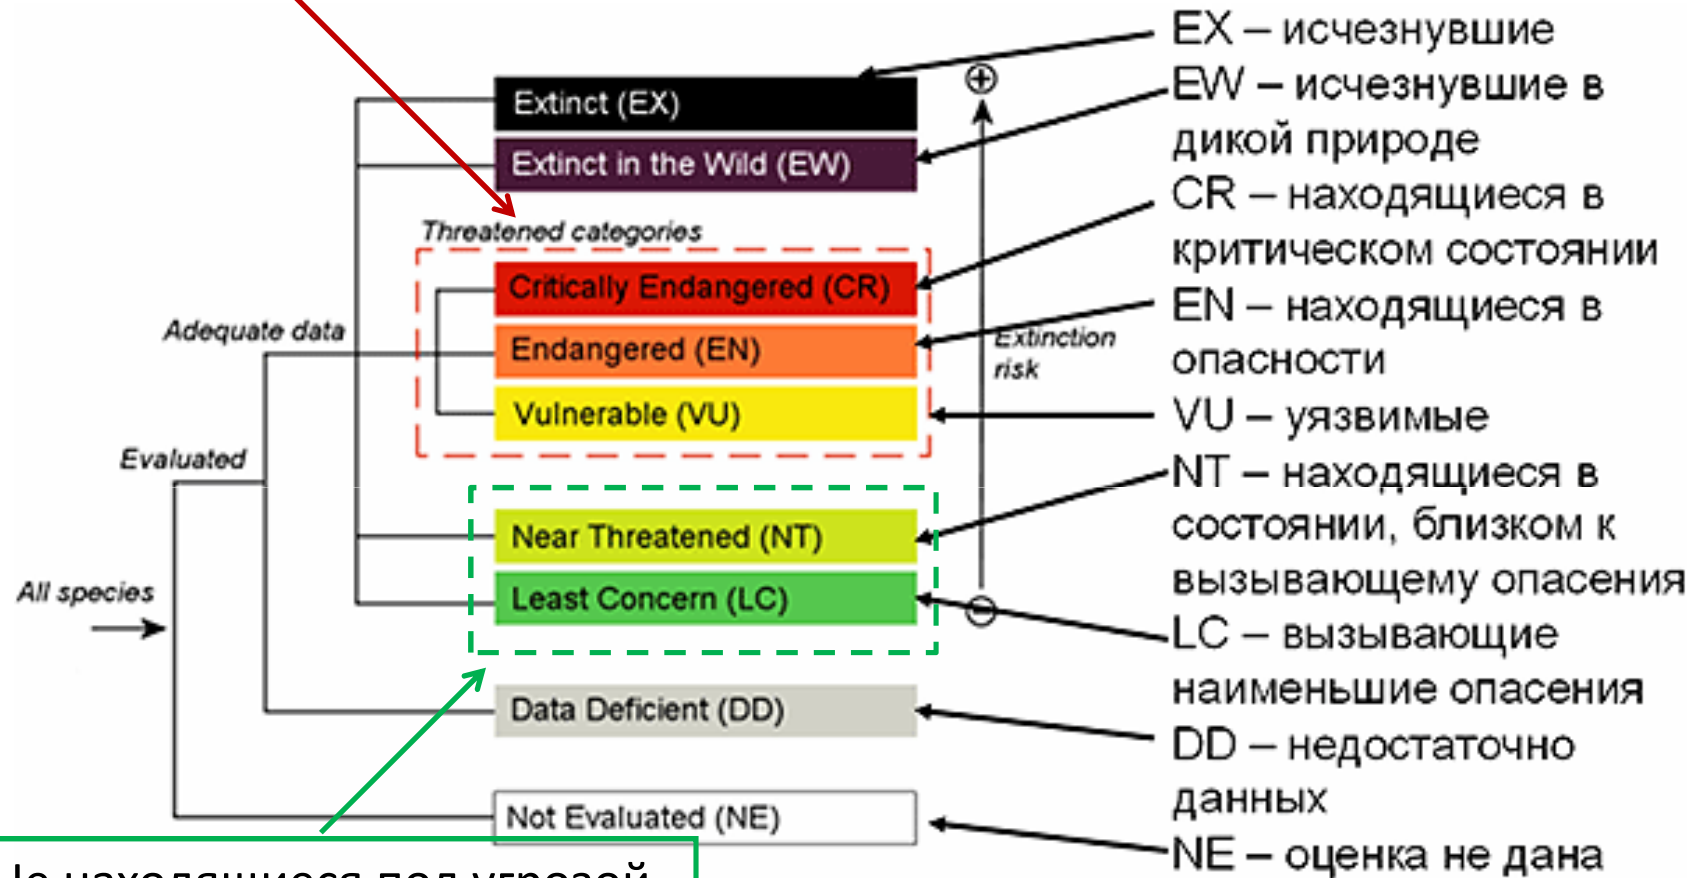 Extinct (EX)
Extinct in the Wild (EW)
Threatened categories
Critically Endangered (CR)
Endangered (EN)
Vulnerable (VU)
Adequate data
Evaluated
All species
Near Threatened (NT)
Least Concern (LC)
Data Deficient (DD)
Not Evaluated (NE)
Extinction
risk
EX – исчезнувшие
EW – исчезнувшие в
дикой природе
CR – находящиеся в
критическом состоянии
EN – находящиеся в
опасности
VU – уязвимые
NT – находящиеся в
состоянии, близком к
вызывающему опасения
LC – вызывающие
наименьшие опасения
DD – недостаточно
данных
NE – оценка не дана
находящиеся под угрозой